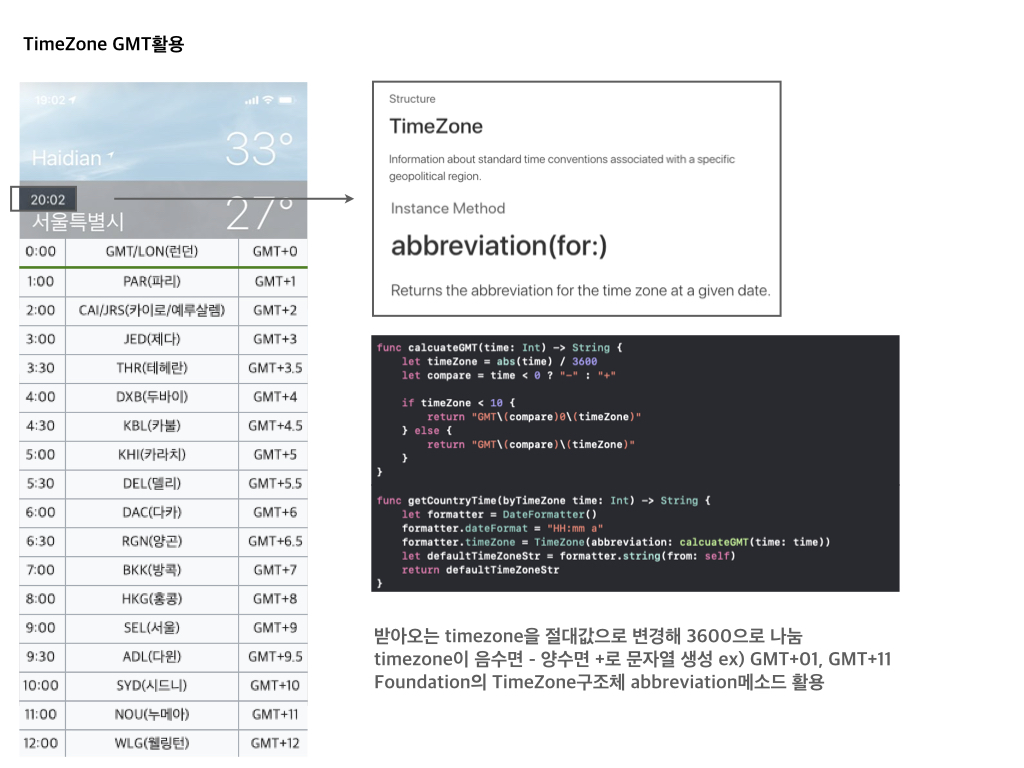 TimeZone GMT활용
19:02
Haidian
33°
20:02
서울특별시
27°
0:00 GMT/LON(런던) GMT+0
1:00 PAR(파리) GMT+1
2:00 CAI/JRS(카이로/예루살렘) GMT+2
3:00 JED(제다) GMT+3
3:30 THR(테헤란) GMT+3.5
4:00 DXB(두바이) GMT+4
4:30 KBL(카불) GMT+4.5
5:00 KHI(카라치) GMT+5
5:30 DEL(델리) GMT+5.5
6:00 DAC(다카) GMT+6
6:30 RGN(양곤) GMT+6.5
7:00 BKK(방콕) GMT+7
8:00 HKG(홍콩) GMT+8
9:00 SEL(서울) GMT+9
9:30 ADL(다윈) GMT+9.5
10:00 SYD(시드니) GMT+10
11:00 NOU(누메아) GMT+11
12:00 WLG(웰링턴) GMT+12
Structure
TimeZone
Information about standard time conventions associated with a specific
geopolitical region.
Instance Method
abbreviation(for:)
Returns the abbreviation for the time zone at a given date.
func calcuateGMT(time: Int) -> String {
let timeZone = abs(time) / 3600
let compare = time < 0 ? "-" : "+"
if timeZone < 10 {
return "GMT\(compare)0\(timeZone)"
} else {
return "GMT\(compare)\(timeZone)"
}
}
func getCountryTime(byTimeZone time: Int) -> String {
let formatter = DateFormatter()
formatter.dateFormat = "HH:mm a"
formatter.timeZone = TimeZone(abbreviation: calcuateGMT(time: time))
let defaultTimeZoneStr = formatter.string(from: self)
return defaultTimeZoneStr
}
받아오는 timezone을 절대값으로 변경해 3600으로 나눔
timezone이 음수면 - 양수면 +로 문자열 생성 ex) GMT+01, GMT+11
Foundation의 TimeZone구조체 abbreviation메소드 활용